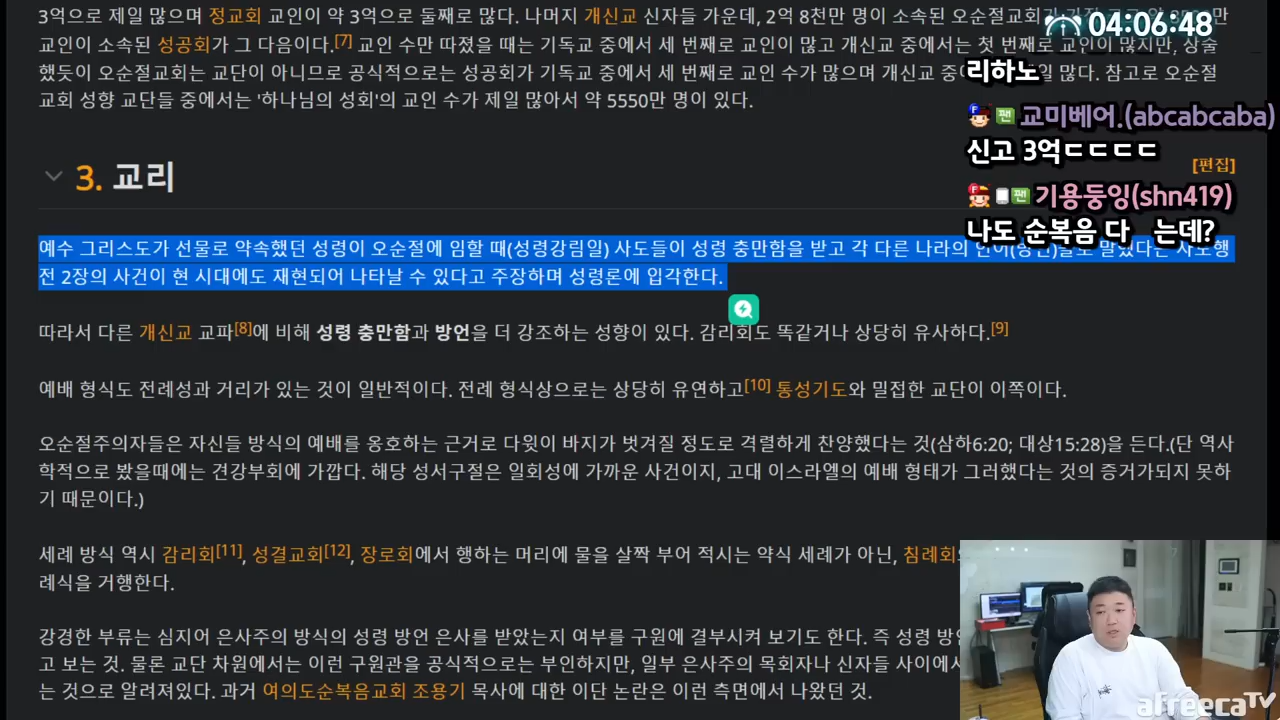 3억으로 제일 많으며 정교회 교인이 약 3억으로 둘째로 많다. 나머지 개신교 신자들 가운데, 2억 8천만 명이 소속된 오순절교회가
교인이 소속된 성공회가 그 다음이다.[7] 교인 수만 따졌을 때는 기독교 중에서 세 번째로 교인이 많고 개신교 중에서는 첫 번째로 교인이 많지만, 상술
했듯이 오순절교회는 교단이 아니므로 공식적으로는 성공회가 기독교 중에서 세 번째로 교인 수가 많으며 개신교 중에 제일 많다. 참고로 오순절
교회 성향 교단들 중에서는 '하나님의 성회'의 교인 수가 제일 많아서 약 5550만 명이 있다.
04:06:48
리하노
팬 교미베어.(abcabcaba)
신고 3억ㄷㄷㄷㄷ
팬 기용둥잉(shn419)
나도 순복음 다 는데?
3. 교리
[편집]
예수 그리스도가 선물로 약속했던 성령이 오순절에 임할 때(성령강림일) 사도들이 성령 충만함을 받고 각 다른 나라의 언어(방언)들로 말했다는 사도행
전 2장의 사건이 현 시대에도 재현되어 나타날 수 있다고 주장하며 성령론에 입각한다.
따라서 다른 개신교 교파[8]에 비해 성령 충만함과 방언을 더 강조하는 성향이 있다. 감리회도 똑같거나 상당히 유사하다.[9]
예배 형식도 전례성과 거리가 있는 것이 일반적이다. 전례 형식상으로는 상당히 유연하고[10] 통성기도와 밀접한 교단이 이쪽이다.
오순절주의자들은 자신들 방식의 예배를 옹호하는 근거로 다윗이 바지가 벗겨질 정도로 격렬하게 찬양했다는 것(삼하6:20; 대상15:28)을 든다.(단 역사
학적으로 봤을때에는 견강부회에 가깝다. 해당 성서구절은 일회성에 가까운 사건이지, 고대 이스라엘의 예배 형태가 그러했다는 것의 증거가되지 못하
기 때문이다.)
세례 방식 역시 감리회[11], 성결교회[12], 장로회에서 행하는 머리에 물을 살짝 부어 적시는 약식 세례가 아닌, 침례회
례식을 거행한다.
강경한 부류는 심지어 은사주의 방식의 성령 방언 은사를 받았는지 여부를 구원에 결부시켜 보기도 한다. 즉 성령 방언
고 보는 것. 물론 교단 차원에서는 이런 구원관을 공식적으로는 부인하지만, 일부 은사주의 목회자나 신자들 사이에서
는 것으로 알려져있다. 과거 여의도순복음교회 조용기 목사에 대한 이단 논란은 이런 측면에서 나왔던 것.
afreecaTV